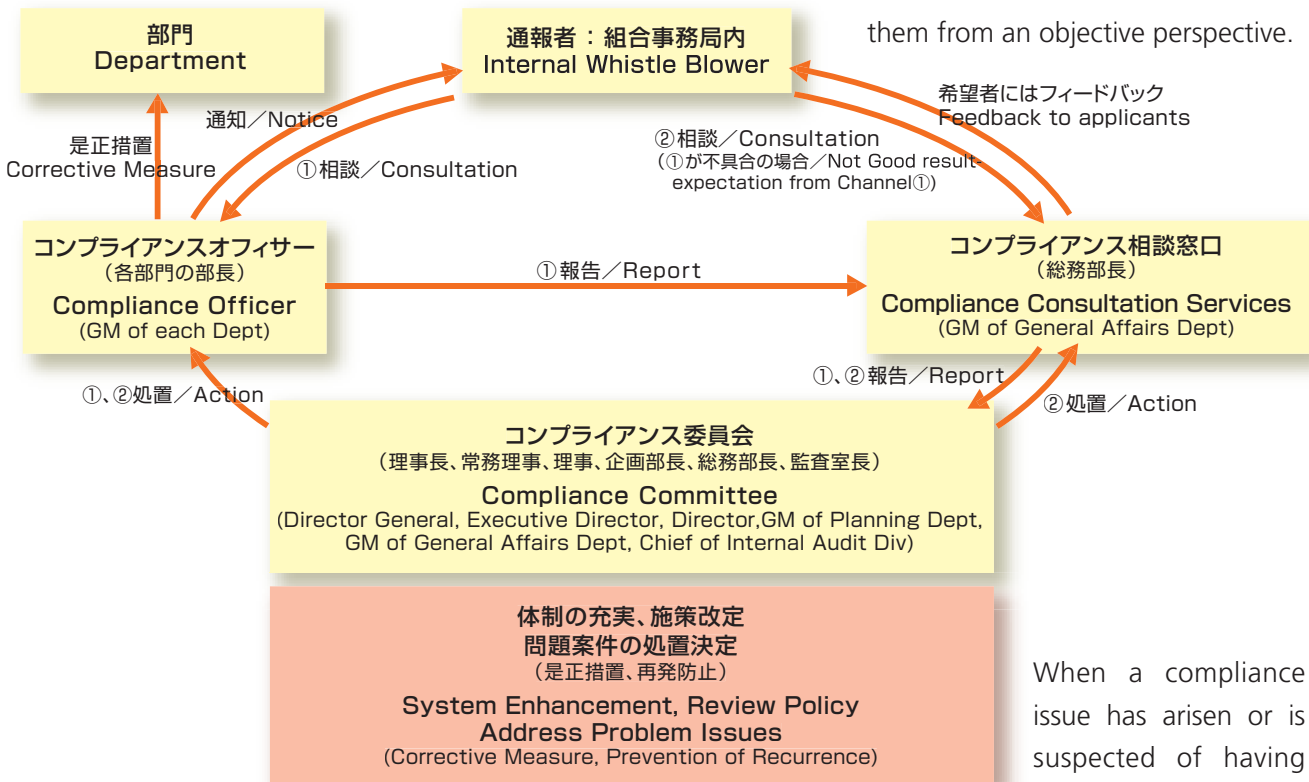 部門
Department
通報者：組合事務局内
Internal Whistle Blower
them from an objective perspective.
通知／Notice
是正措置
Corrective Measure
①相談／Consultation
②相談／Consultation
（①が不具合の場合／Not Good result-
expectation from Channel①)
希望者にはフィードバック
Feedback to applicants
コンプライアンスオフィサー
（各部門の部長）
Compliance Officer
(GM of each Dept)
①報告／Report
コンプライアンス相談窓口
（総務部長）
Compliance Consultation Services
(GM of General Affairs Dept)
①、②処置／Action
①、②報告／Report
②処置／Action
コンプライアンス委員会
（理事長、常務理事、理事、企画部長、総務部長、監査室長）
Compliance Committee
(Director General, Executive Director, Director,GM of Planning Dept,
GM of General Affairs Dept, Chief of Internal Audit Div)
体制の充実、施策改定
問題案件の処置決定
（是正措置、再発防止）
System Enhancement, Review Policy
Address Problem Issues
(Corrective Measure, Prevention of Recurrence)
When a compliance
issue has arisen or is
suspected of having